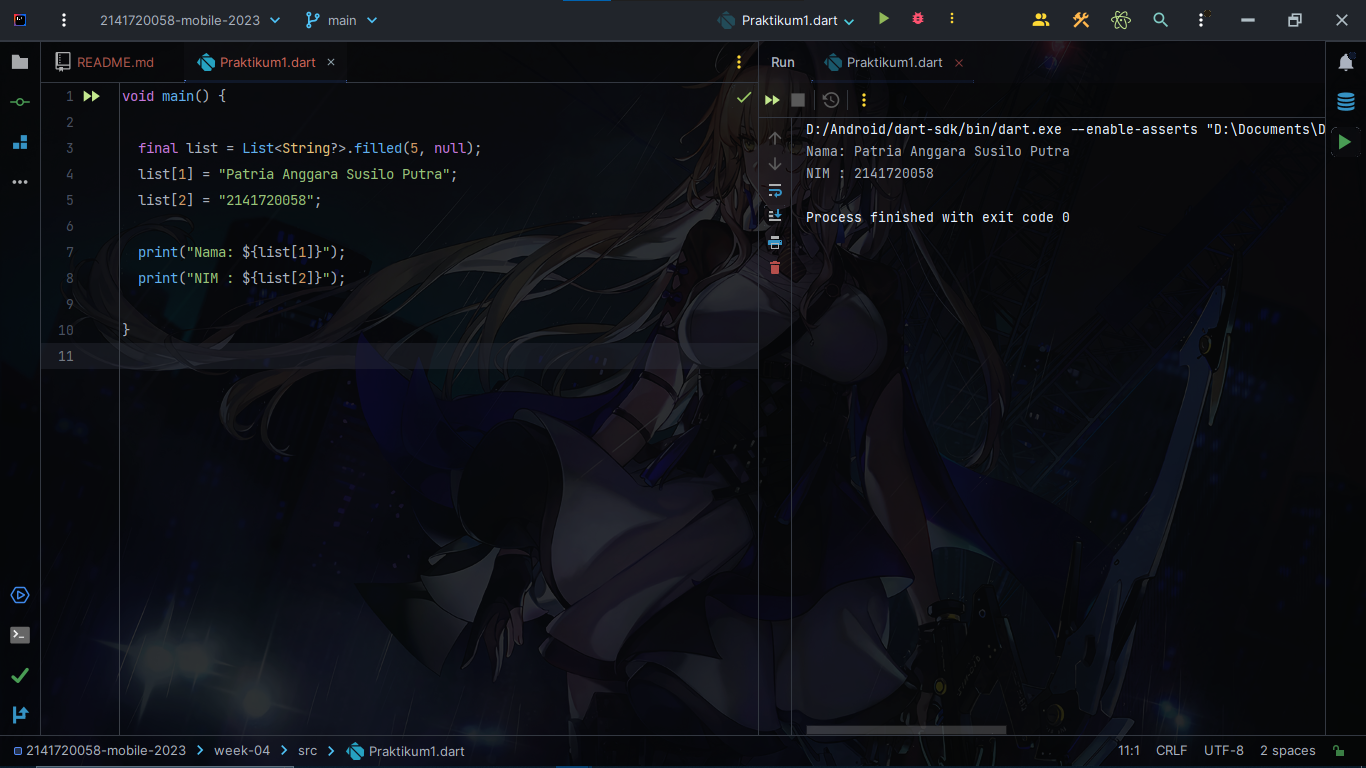 2141720058-mobile-2023 main Praktikum1.dart
README.md Praktikum1.dart
1 void main() {
2
3 final list = List<String?>.filled(5, null);
4 list[1] = "Patria Anggara Susilo Putra";
5 list[2] = "2141720058";
6
7 print("Nama: ${list[1]}");
8 print("NIM : ${list[2]}");
9
10 }
11
Run Praktikum1.dart
D:/Android/dart-sdk/bin/dart.exe --enable-asserts "D:\Documents\D
Nama: Patria Anggara Susilo Putra
NIM : 2141720058
Process finished with exit code 0
2141720058-mobile-2023 > week-04 > src > Praktikum1.dart 11:1 CRLF UTF-8 2 spaces